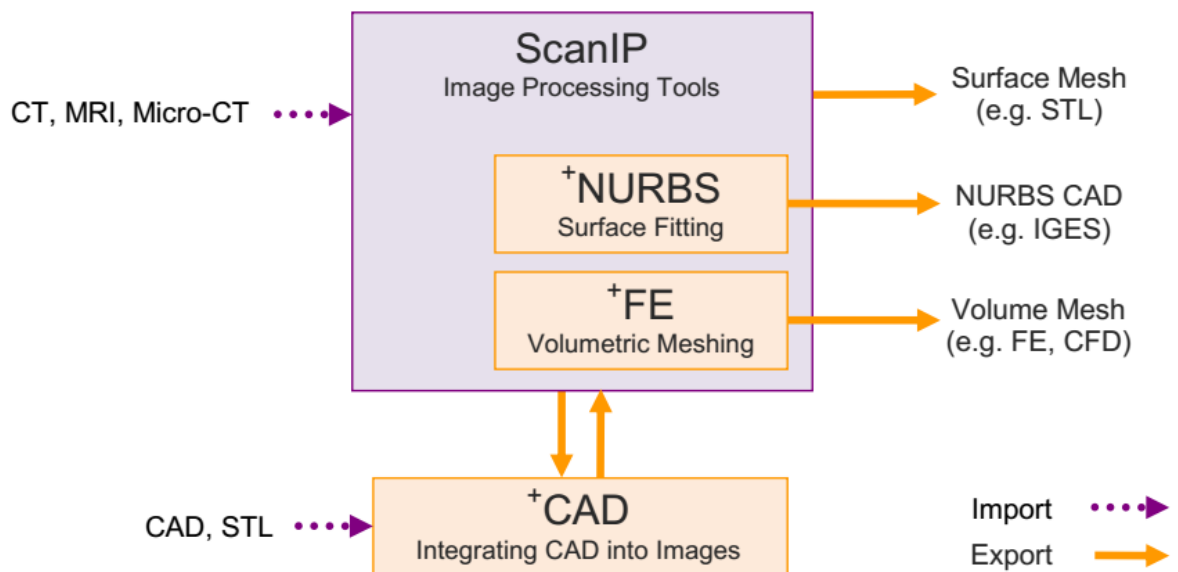 ScanIP
Image Processing Tools
CT, MRI, Micro-CT
Surface Mesh
(e.g. STL)
+NURBS
Surface Fitting
NURBS CAD
(e.g. IGES)
+FE
Volumetric Meshing
Volume Mesh
(e.g. FE, CFD)
+CAD
Integrating CAD into Images
CAD, STL
Import
Export